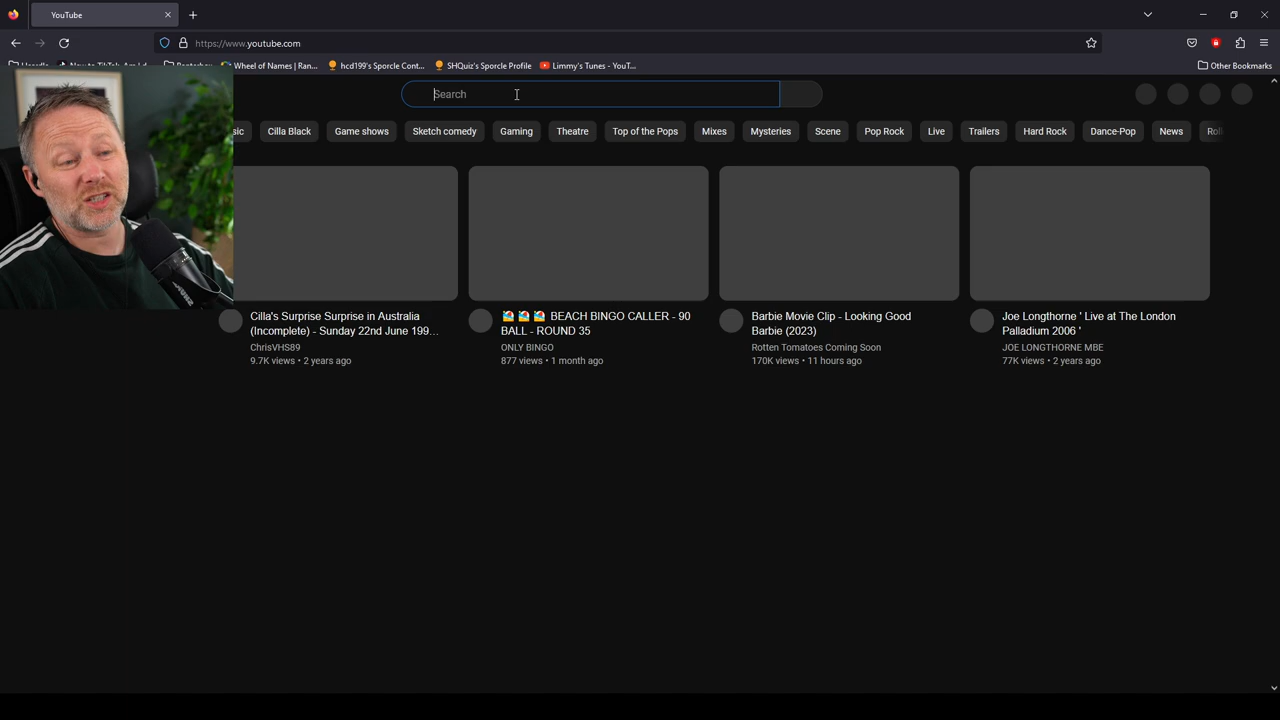 YouTube
https://www.youtube.com
Wheel of Names | Ran...
hcd199's Sporcle Cont...
SHQuiz's Sporcle Profile
Limmy's Tunes - YouT...
Other Bookmarks
Search
sic
Cilla Black
Game shows
Sketch comedy
Gaming
Theatre
Top of the Pops
Mixes
Mysteries
Scene
Pop Rock
Live
Trailers
Hard Rock
Dance-Pop
News
Roll
Cilla's Surprise Surprise in Australia
(Incomplete) - Sunday 22nd June 199...
ChrisVHS89
9.7K views • 2 years ago
BEACH BINGO CALLER - 90
BALL - ROUND 35
ONLY BINGO
877 views • 1 month ago
Barbie Movie Clip - Looking Good
Barbie (2023)
Rotten Tomatoes Coming Soon
170K views • 11 hours ago
Joe Longthorne ' Live at The London
Palladium 2006 '
JOE LONGTHORNE MBE
77K views • 2 years ago